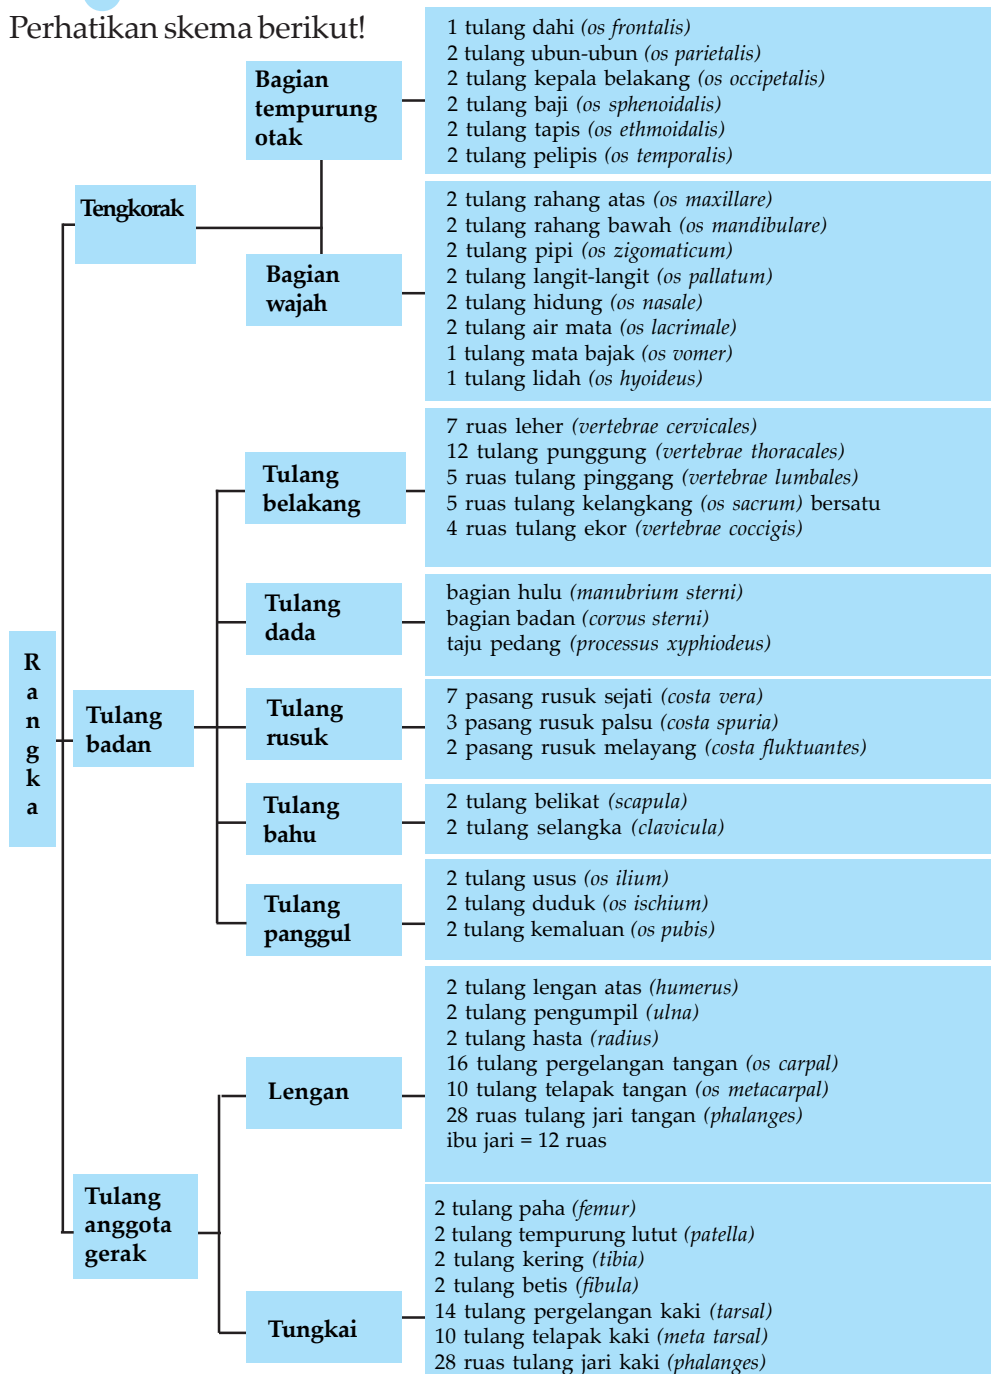 Perhatikan skema berikut!
Rangka
Tengkorak
Bagian
tempurung
otak
1 tulang dahi (os frontalis)
2 tulang ubun-ubun (os parietalis)
2 tulang kepala belakang (os occipetalis)
2 tulang baji (os sphenoidalis)
2 tulang tapis (os ethmoidalis)
2 tulang pelipis (os temporalis)
Bagian
wajah
2 tulang rahang atas (os maxillare)
2 tulang rahang bawah (os mandibulare)
2 tulang pipi (os zigomaticum)
2 tulang langit-langit (os pallatum)
2 tulang hidung (os nasale)
2 tulang air mata (os lacrimale)
1 tulang mata bajak (os vomer)
1 tulang lidah (os hyoideus)
Tulang
badan
Tulang
belakang
7 ruas leher (vertebrae cervicales)
12 tulang punggung (vertebrae thoracales)
5 ruas tulang pinggang (vertebrae lumbales)
5 ruas tulang kelangkang (os sacrum) bersatu
4 ruas tulang ekor (vertebrae coccigis)
Tulang
dada
bagian hulu (manubrium sterni)
bagian badan (corvus sterni)
taju pedang (processus xyphiodeus)
Tulang
rusuk
7 pasang rusuk sejati (costa vera)
3 pasang rusuk palsu (costa spuria)
2 pasang rusuk melayang (costa fluktuantes)
Tulang
bahu
2 tulang belikat (scapula)
2 tulang selangka (clavicula)
Tulang
panggul
2 tulang usus (os ilium)
2 tulang duduk (os ischium)
2 tulang kemaluan (os pubis)
Tulang
anggota
gerak
Lengan
2 tulang lengan atas (humerus)
2 tulang pengumpil (ulna)
2 tulang hasta (radius)
16 tulang pergelangan tangan (os carpal)
10 tulang telapak tangan (os metacarpal)
28 ruas tulang jari tangan (phalanges)
ibu jari = 12 ruas
Tungkai
2 tulang paha (femur)
2 tulang tempurung lutut (patella)
2 tulang kering (tibia)
2 tulang betis (fibula)
14 tulang pergelangan kaki (tarsal)
10 tulang telapak kaki (meta tarsal)
28 ruas tulang jari kaki (phalanges)